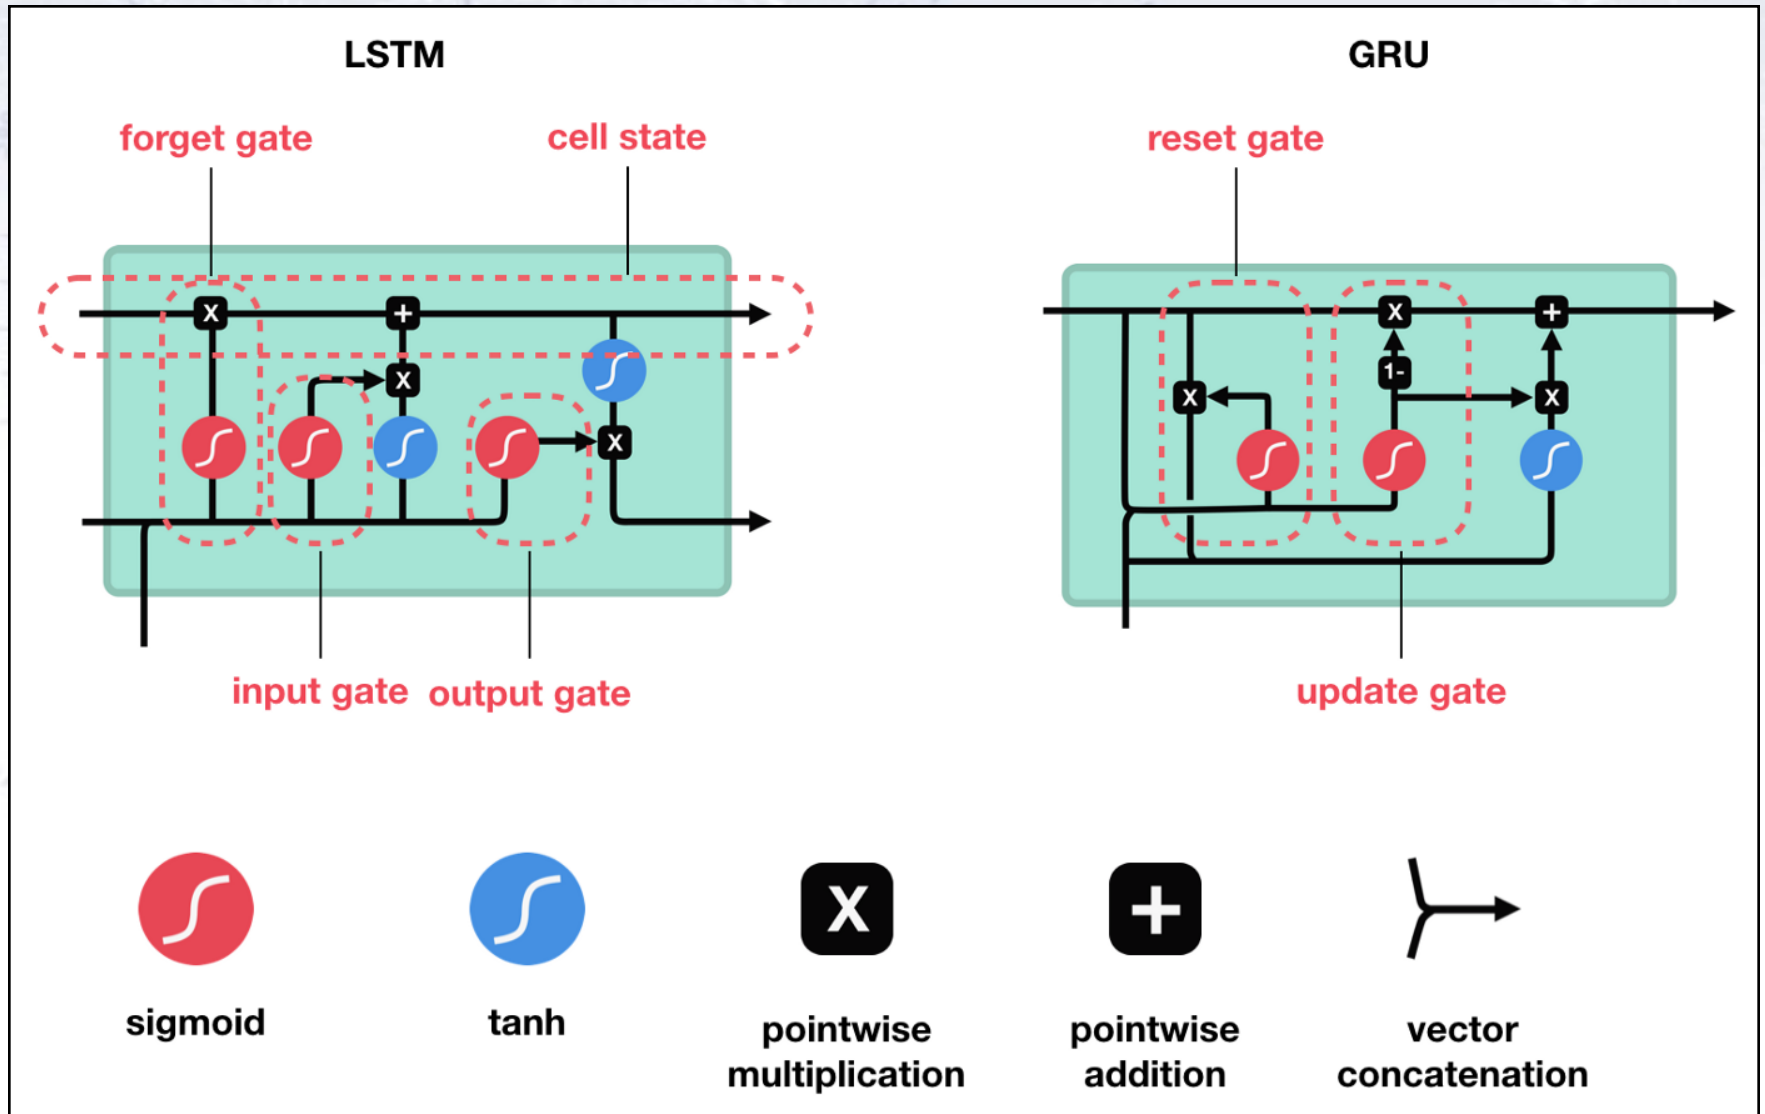 LSTM
GRU
forget gate
cell state
reset gate
X
+
X
X
X
+
1-
X
X
input gate
output gate
update gate
X
+
sigmoid
tanh
pointwise
multiplication
pointwise
addition
vector
concatenation